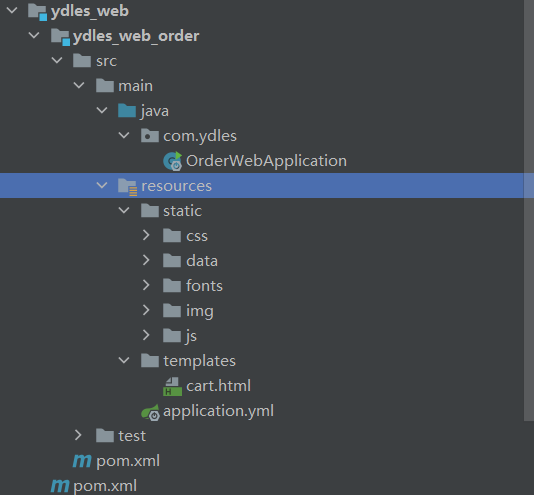 ydles_web
ydles_web_order
src
main
java
com.ydles
OrderWebApplication
resources
static
css
data
fonts
img
js
templates
cart.html
application.yml
test
pom.xml
pom.xml